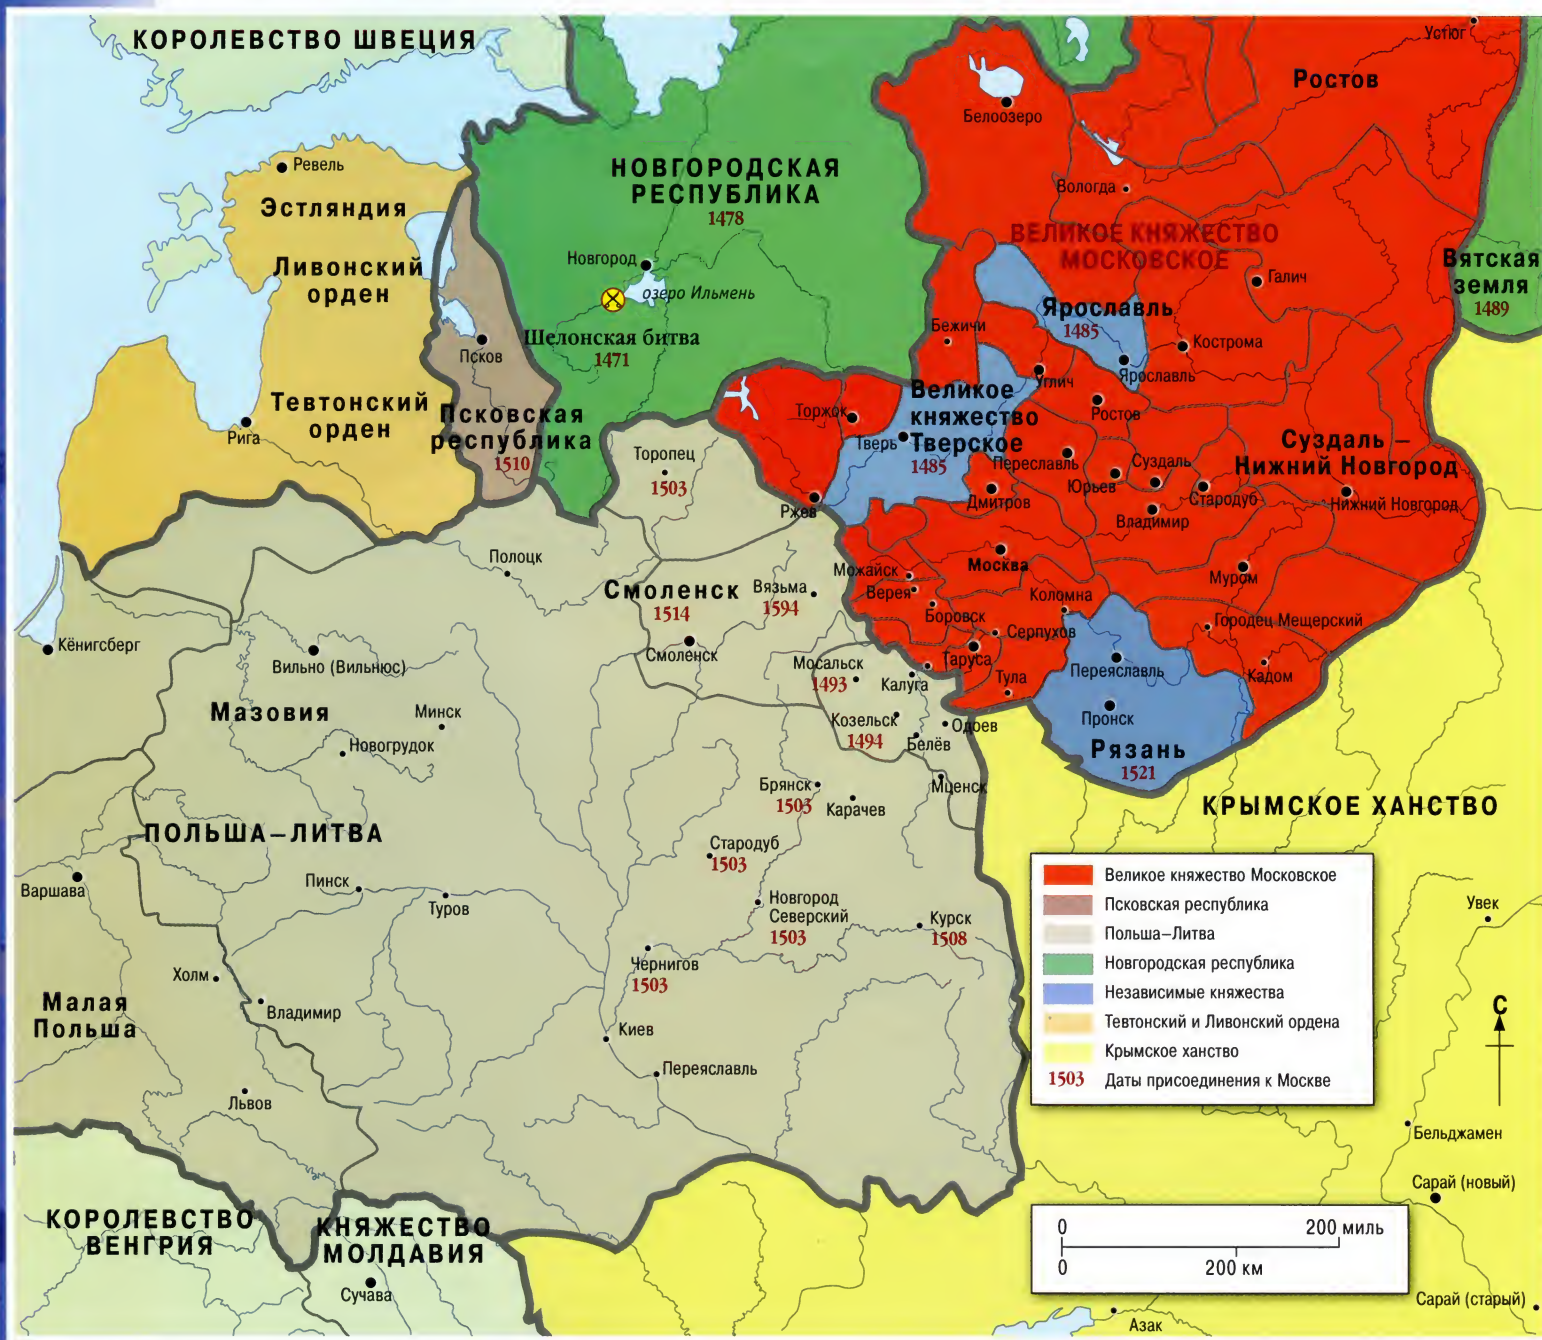 КОРОЛЕВСТВО ШВЕЦИЯ
Устюг
Ростов
Белоозеро
Ревель
НОВГОРОДСКАЯ
РЕСПУБЛИКА
1478
Вологда
Эстляндия
ВЕЛИКОЕ КНЯЖЕСТВО
МОСКОВСКОЕ
Новгород
озеро Ильмень
Ливонский
орден
Галич
Вятская
земля
1489
Ярославль
1485
Бежичи
Шелонская битва
1471
Кострома
Псков
Углич
Ярославль
Великое
княжество
Тверское
1485
Торжок
Тверь
Ростов
Тевтонский
орден
Рига
Псковская
республика
1510
Суздаль –
Нижний Новгород
Торопец
1503
Переславль
Суздаль
Юрьев
Стародуб
Нижний Новгород
Ржев
Дмитров
Владимир
Полоцк
Москва
Можайск
Верея
Муром
Смоленск
1514
Вязьма
1594
Коломна
Боровск
Серпухов
Городец Мещерский
Кёнигсберг
Вильно (Вильнюс)
Смоленск
Мосальск
1493
Калуга
Таруса
Тула
Переяславль
Кадом
Мазовия
Минск
Новогрудок
Козельск
1494
Одоев
Белёв
Пронск
Рязань
1521
Брянск
1503
Карачев
Мценск
КРЫМСКОЕ ХАНСТВО
ПОЛЬША–ЛИТВА
Стародуб
1503
Варшава
Пинск
Туров
Новгород
Северский
1503
Курск
1508
Увек
Холм
Чернигов
1503
Малая
Польша
Владимир
Киев
Переяславль
Львов
Великое княжество Московское
Псковская республика
Польша–Литва
Новгородская республика
Независимые княжества
Тевтонский и Ливонский ордена
Крымское ханство
1503 Даты присоединения к Москве
С
Бельджамен
Сарай (новый)
КОРОЛЕВСТВО
ВЕНГРИЯ
КНЯЖЕСТВО
МОЛДАВИЯ
Сучава
0 200 миль
0 200 км
Сарай (старый)
Азак